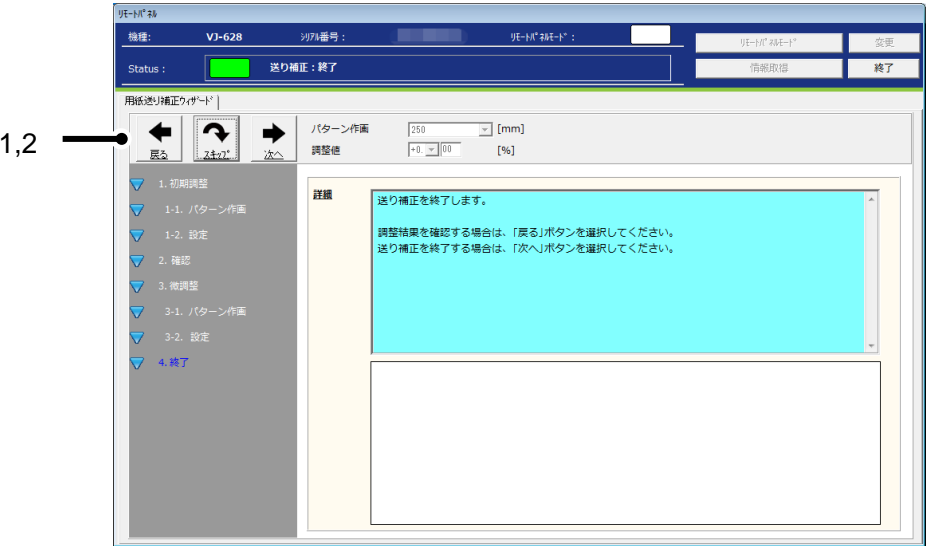 ﾘﾓｰﾄﾊﾟﾈﾙ
機種： VJ-628 ｼﾘｱﾙ番号： ﾘﾓｰﾄﾊﾟﾈﾙﾓｰﾄﾞ： ﾘﾓｰﾄﾊﾟﾈﾙﾓｰﾄﾞ 変更
Status： 送り補正：終了 情報取得 終了
用紙送り補正ｳｨｻﾞｰﾄﾞ
1,2
戻る ｽｷｯﾌﾟ 次へ
パターン作画 250 [mm]
調整値 +0. 00 [%]
1. 初期調整
1-1. パターン作画
1-2. 設定
2. 確認
3. 微調整
3-1. パターン作画
3-2. 設定
4. 終了
詳細
送り補正を終了します。
調整結果を確認する場合は、「戻る」ボタンを選択してください。
送り補正を終了する場合は、「次へ」ボタンを選択してください。